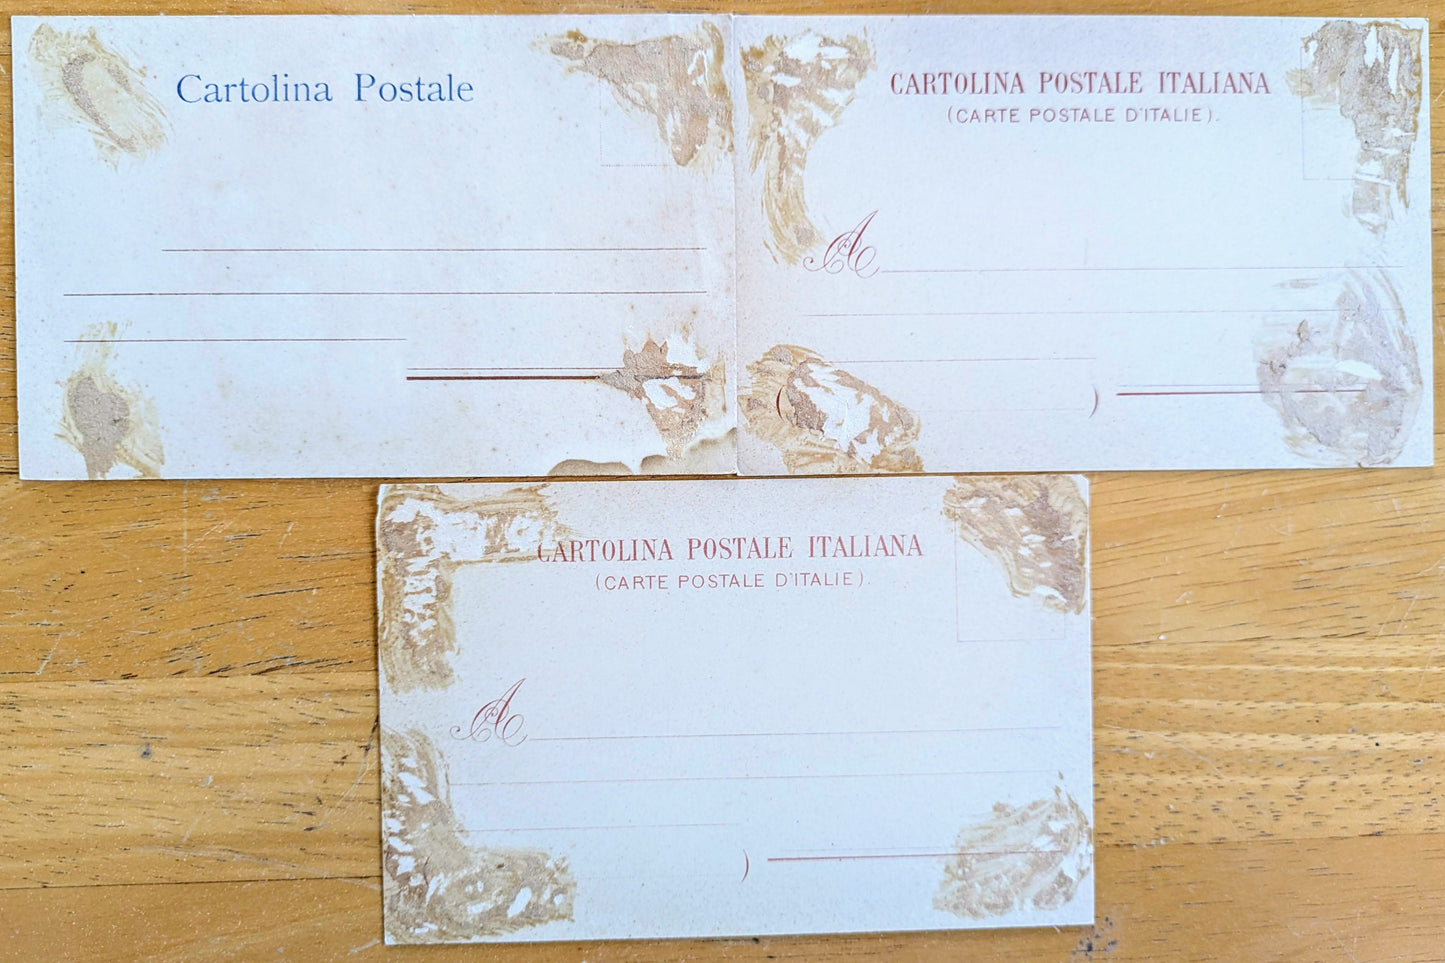 Cartolina Postale
CARTOLINA POSTALE ITALIANA
(CARTE POSTALE D'ITALIE).
A
( )
CARTOLINA POSTALE ITALIANA
(CARTE POSTALE D'ITALIE).
A
)